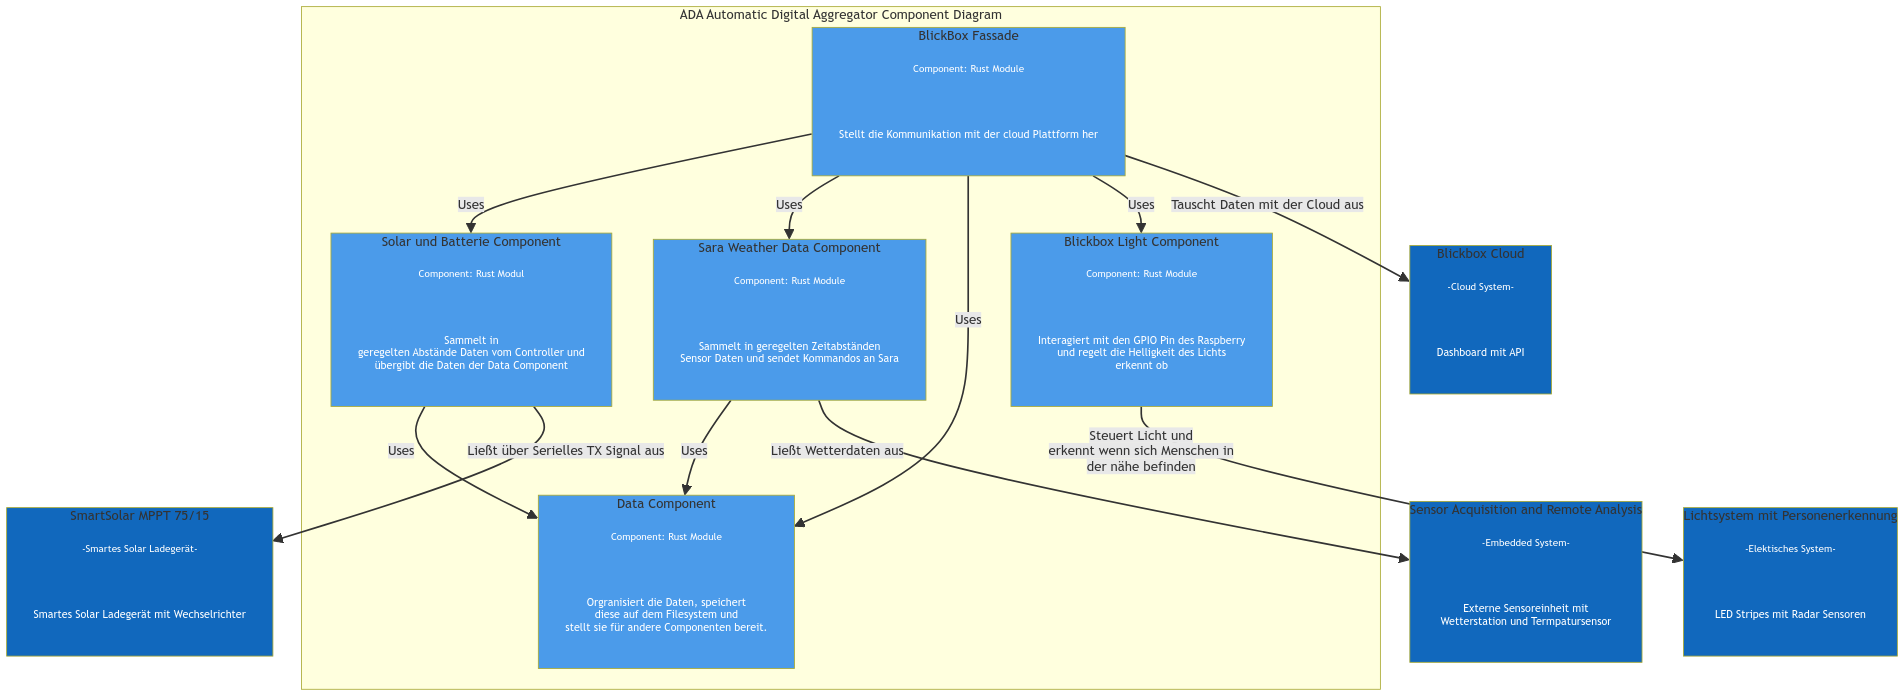 ADA Automatic Digital Aggregator Component Diagram
BlickBox Fassade
Component: Rust Module
Stellt die Kommunikation mit der cloud Plattform her
Uses
Uses
Uses
Tauscht Daten mit der Cloud aus
Solar und Batterie Component
Component: Rust Modul
Sammelt in
geregelten Abstände Daten vom Controller und
übergibt die Daten der Data Component
Sara Weather Data Component
Component: Rust Module
Sammelt in geregelten Zeitabständen
Sensor Daten und sendet Kommandos an Sara
Uses
Blickbox Light Component
Component: Rust Module
Interagiert mit den GPIO Pin des Raspberry
und regelt die Helligkeit des Lichts
erkennt ob
Blickbox Cloud
-Cloud System-
Dashboard mit API
Uses
Ließt über Serielles TX Signal aus
Uses
Ließt Wetterdaten aus
Steuert Licht und
erkennt wenn sich Menschen in
der nähe befinden
SmartSolar MPPT 75/15
-Smartes Solar Ladegerät-
Smartes Solar Ladegerät mit Wechselrichter
Data Component
Component: Rust Module
Orgranisiert die Daten, speichert
diese auf dem Filesystem und
stellt sie für andere Componenten bereit.
Sensor Acquisition and Remote Analysis
-Embedded System-
Externe Sensoreinheit mit
Wetterstation und Termpatursensor
Lichtsystem mit Personenerkennung
-Elektisches System-
LED Stripes mit Radar Sensoren